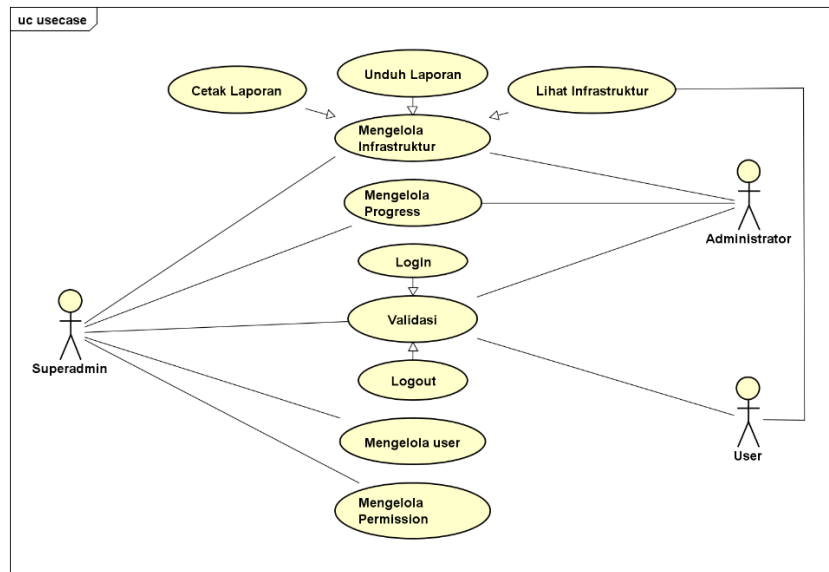 uc usecase
Unduh Laporan
Cetak Laporan
Lihat Infrastruktur
Mengelola
Infrastruktur
Mengelola
Progress
Administrator
Login
Validasi
Superadmin
Logout
Mengelola user
User
Mengelola
Permission